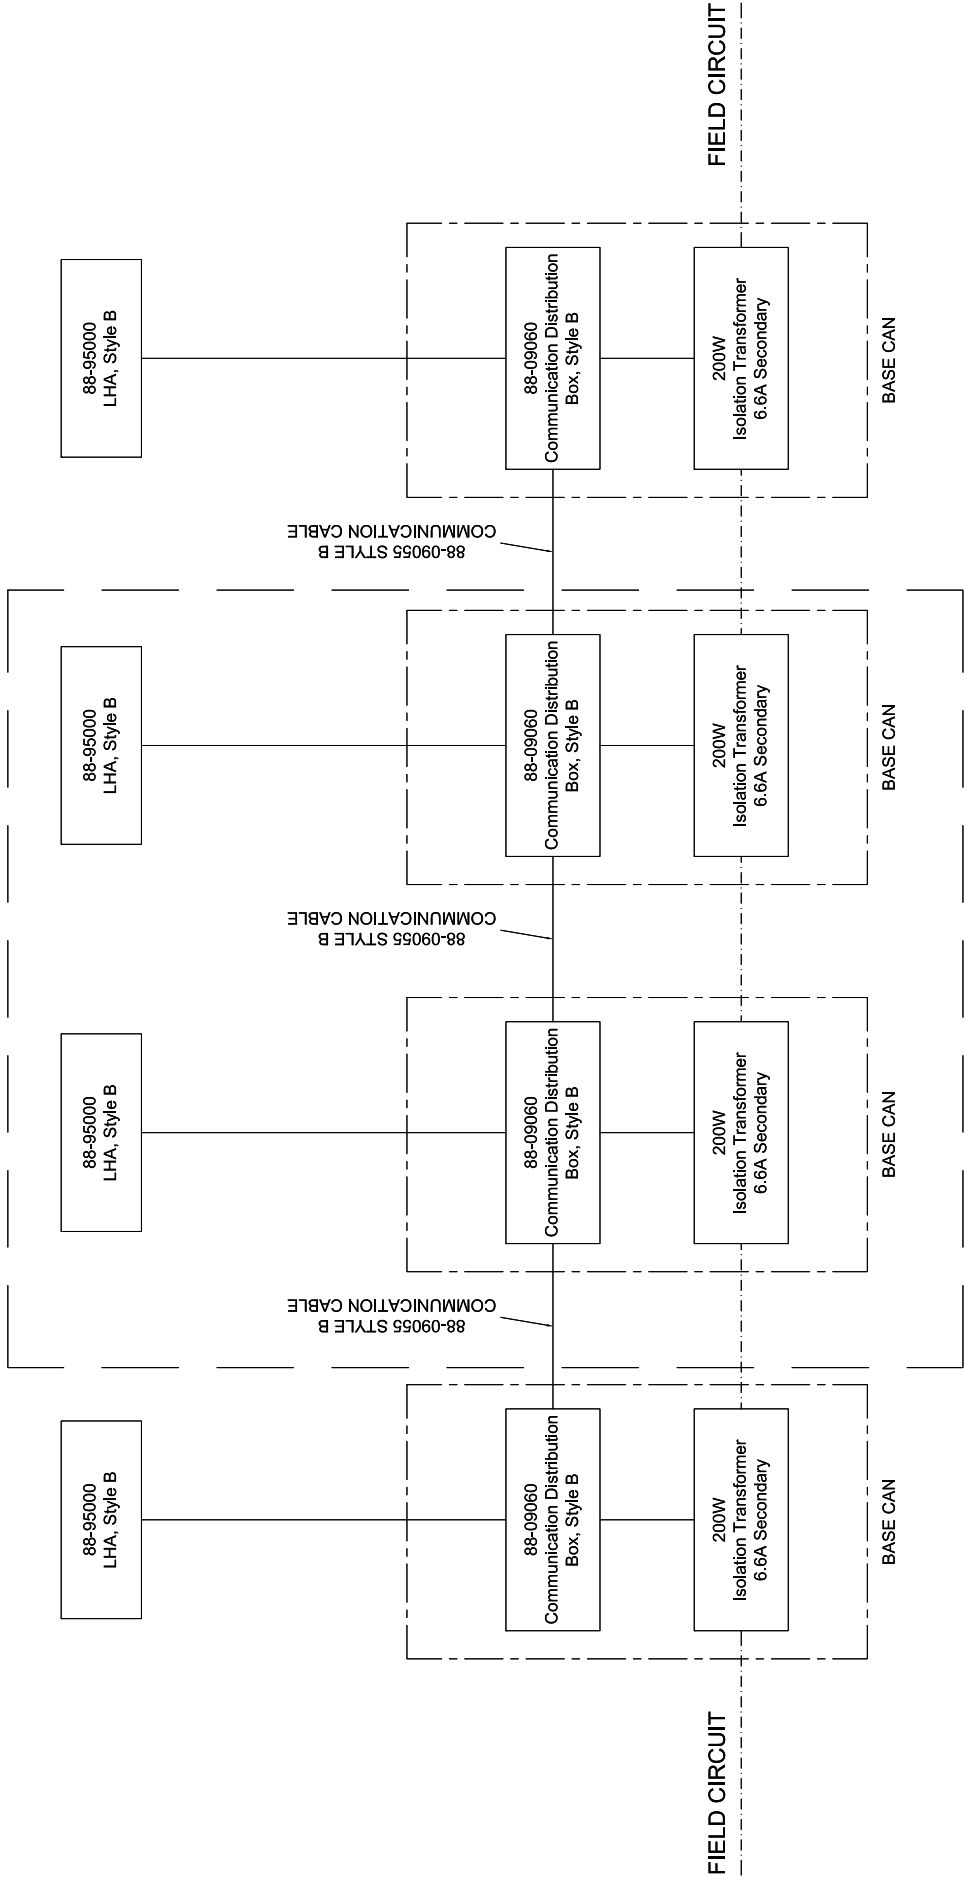 88-95000
LHA, Style B
88-95000
LHA, Style B
88-95000
LHA, Style B
88-95000
LHA, Style B
88-09055 STYLE B
COMMUNICATION CABLE
88-09055 STYLE B
COMMUNICATION CABLE
88-09055 STYLE B
COMMUNICATION CABLE
88-09060
Communication Distribution
Box, Style B
88-09060
Communication Distribution
Box, Style B
88-09060
Communication Distribution
Box, Style B
88-09060
Communication Distribution
Box, Style B
FIELD CIRCUIT
200W
Isolation Transformer
6.6A Secondary
200W
Isolation Transformer
6.6A Secondary
200W
Isolation Transformer
6.6A Secondary
200W
Isolation Transformer
6.6A Secondary
FIELD CIRCUIT
BASE CAN
BASE CAN
BASE CAN
BASE CAN